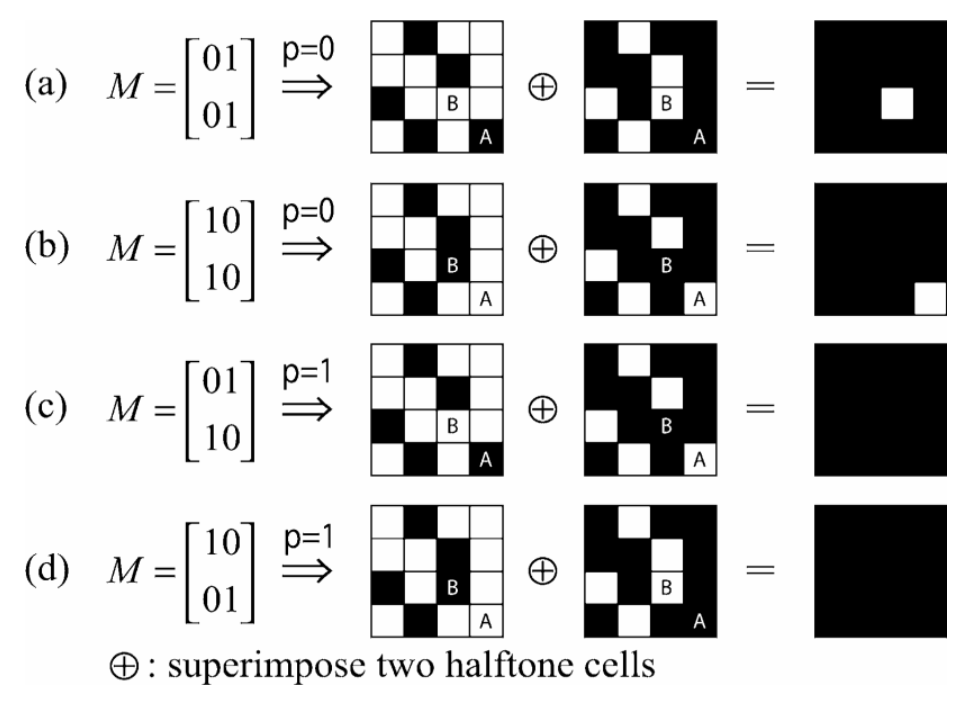 01 p=0
(a) M = ⇒ B ⊕ B =
01 A A
10 p=0
(b) M = ⇒ B ⊕ B =
10 A A
01 p=1
(c) M = ⇒ B ⊕ B =
10 A A
10 p=1
(d) M = ⇒ B ⊕ B =
01 A A
⊕ : superimpose two halftone cells